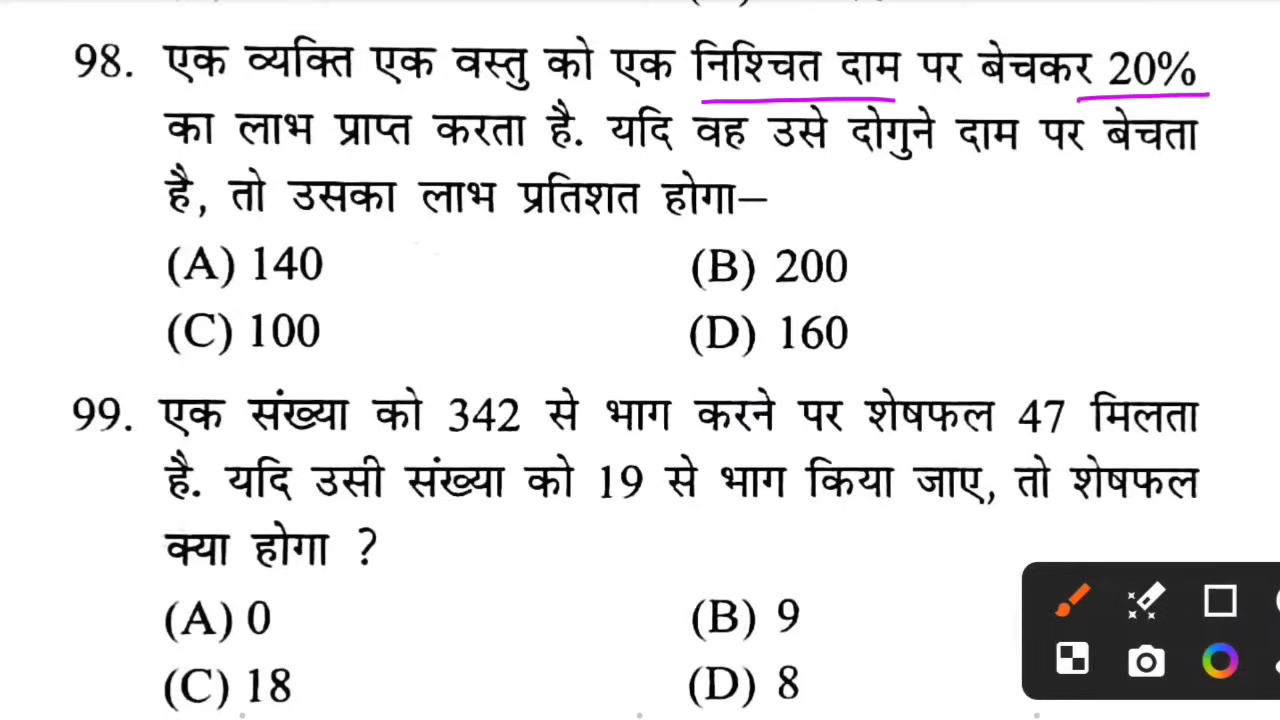 98. एक व्यक्ति एक वस्तु को एक निश्चित दाम पर बेचकर 20%
का लाभ प्राप्त करता है. यदि वह उसे दोगुने दाम पर बेचता
है, तो उसका लाभ प्रतिशत होगा–
(A) 140 (B) 200
(C) 100 (D) 160
99. एक संख्या को 342 से भाग करने पर शेषफल 47 मिलता
है. यदि उसी संख्या को 19 से भाग किया जाए, तो शेषफल
क्या होगा ?
(A) 0 (B) 9
(C) 18 (D) 8